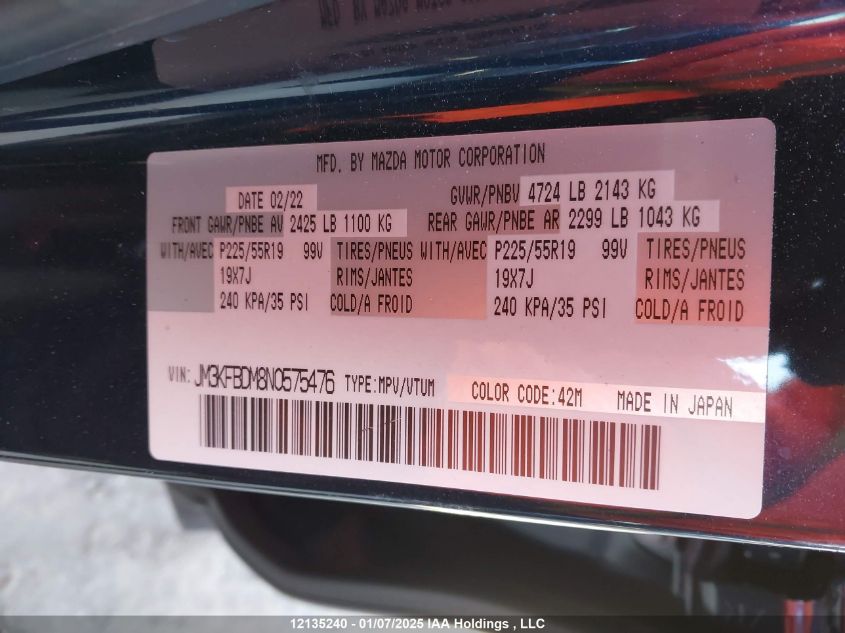 MFD. BY MAZDA MOTOR CORPORATION
DATE 02/22 GVWR/PNBV 4724 LB 2143 KG
FRONT GAWR/PNBE AV 2425 LB 1100 KG REAR GAWR/PNBE AR 2299 LB 1043 KG
WITH/AVEC P225/55R19 99V TIRES/PNEUS WITH/AVEC P225/55R19 99V TIRES/PNEUS
19X7J RIMS/JANTES 19X7J RIMS/JANTES
240 KPA/35 PSI COLD/A FROID 240 KPA/35 PSI COLD/A FROID
VIN: JM3KFBDM8N0575476 TYPE:MPV/VTUM COLOR CODE:42M MADE IN JAPAN
12135240 - 01/07/2025 IAA Holdings , LLC